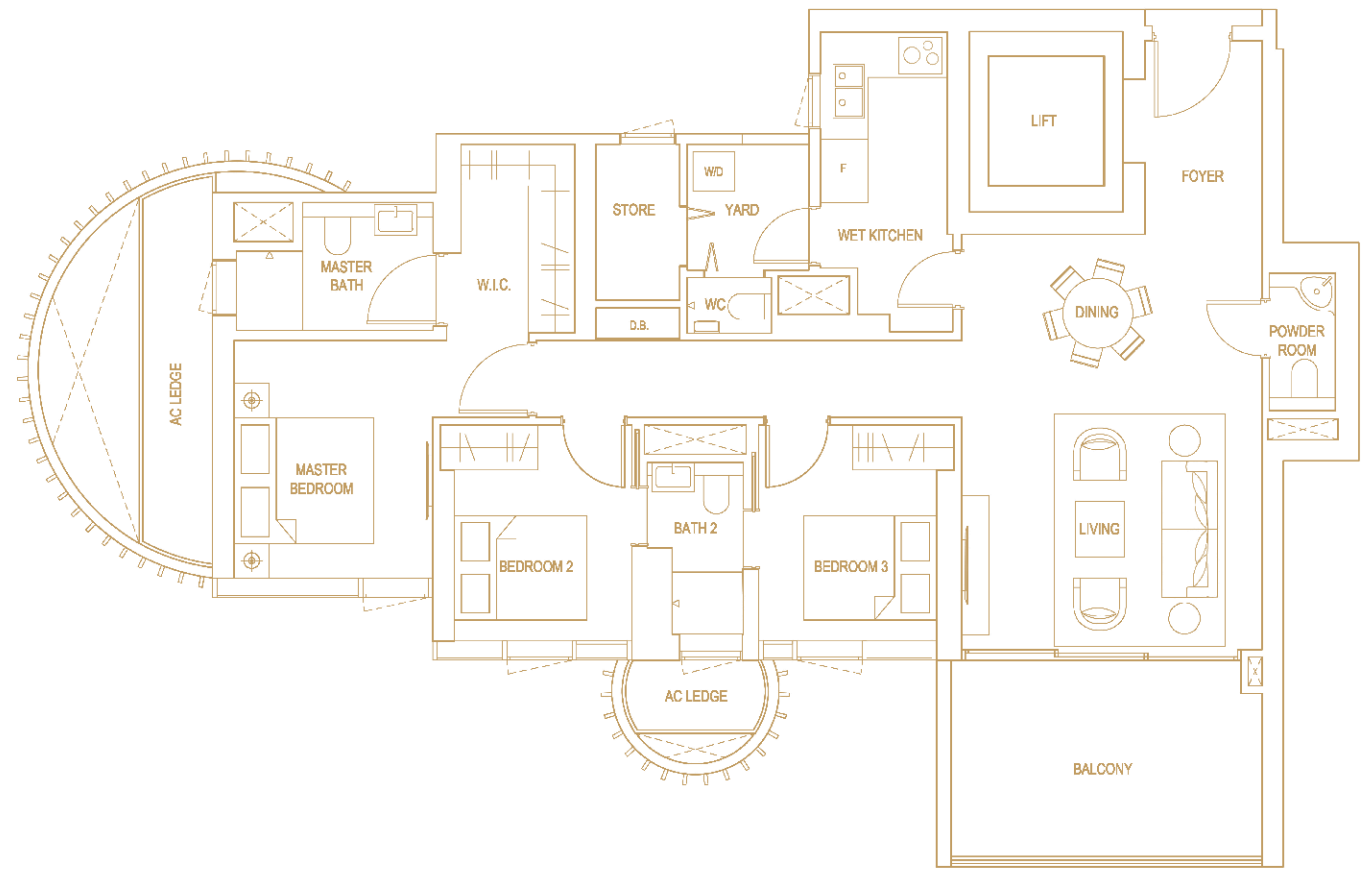 LIFT
F
W/D
FOYER
STORE
YARD
WET KITCHEN
MASTER
BATH
W.I.C.
WC
D.B.
DINING
POWDER
ROOM
AC LEDGE
MASTER
BEDROOM
BATH 2
LIVING
BEDROOM 2
BEDROOM 3
AC LEDGE
BALCONY